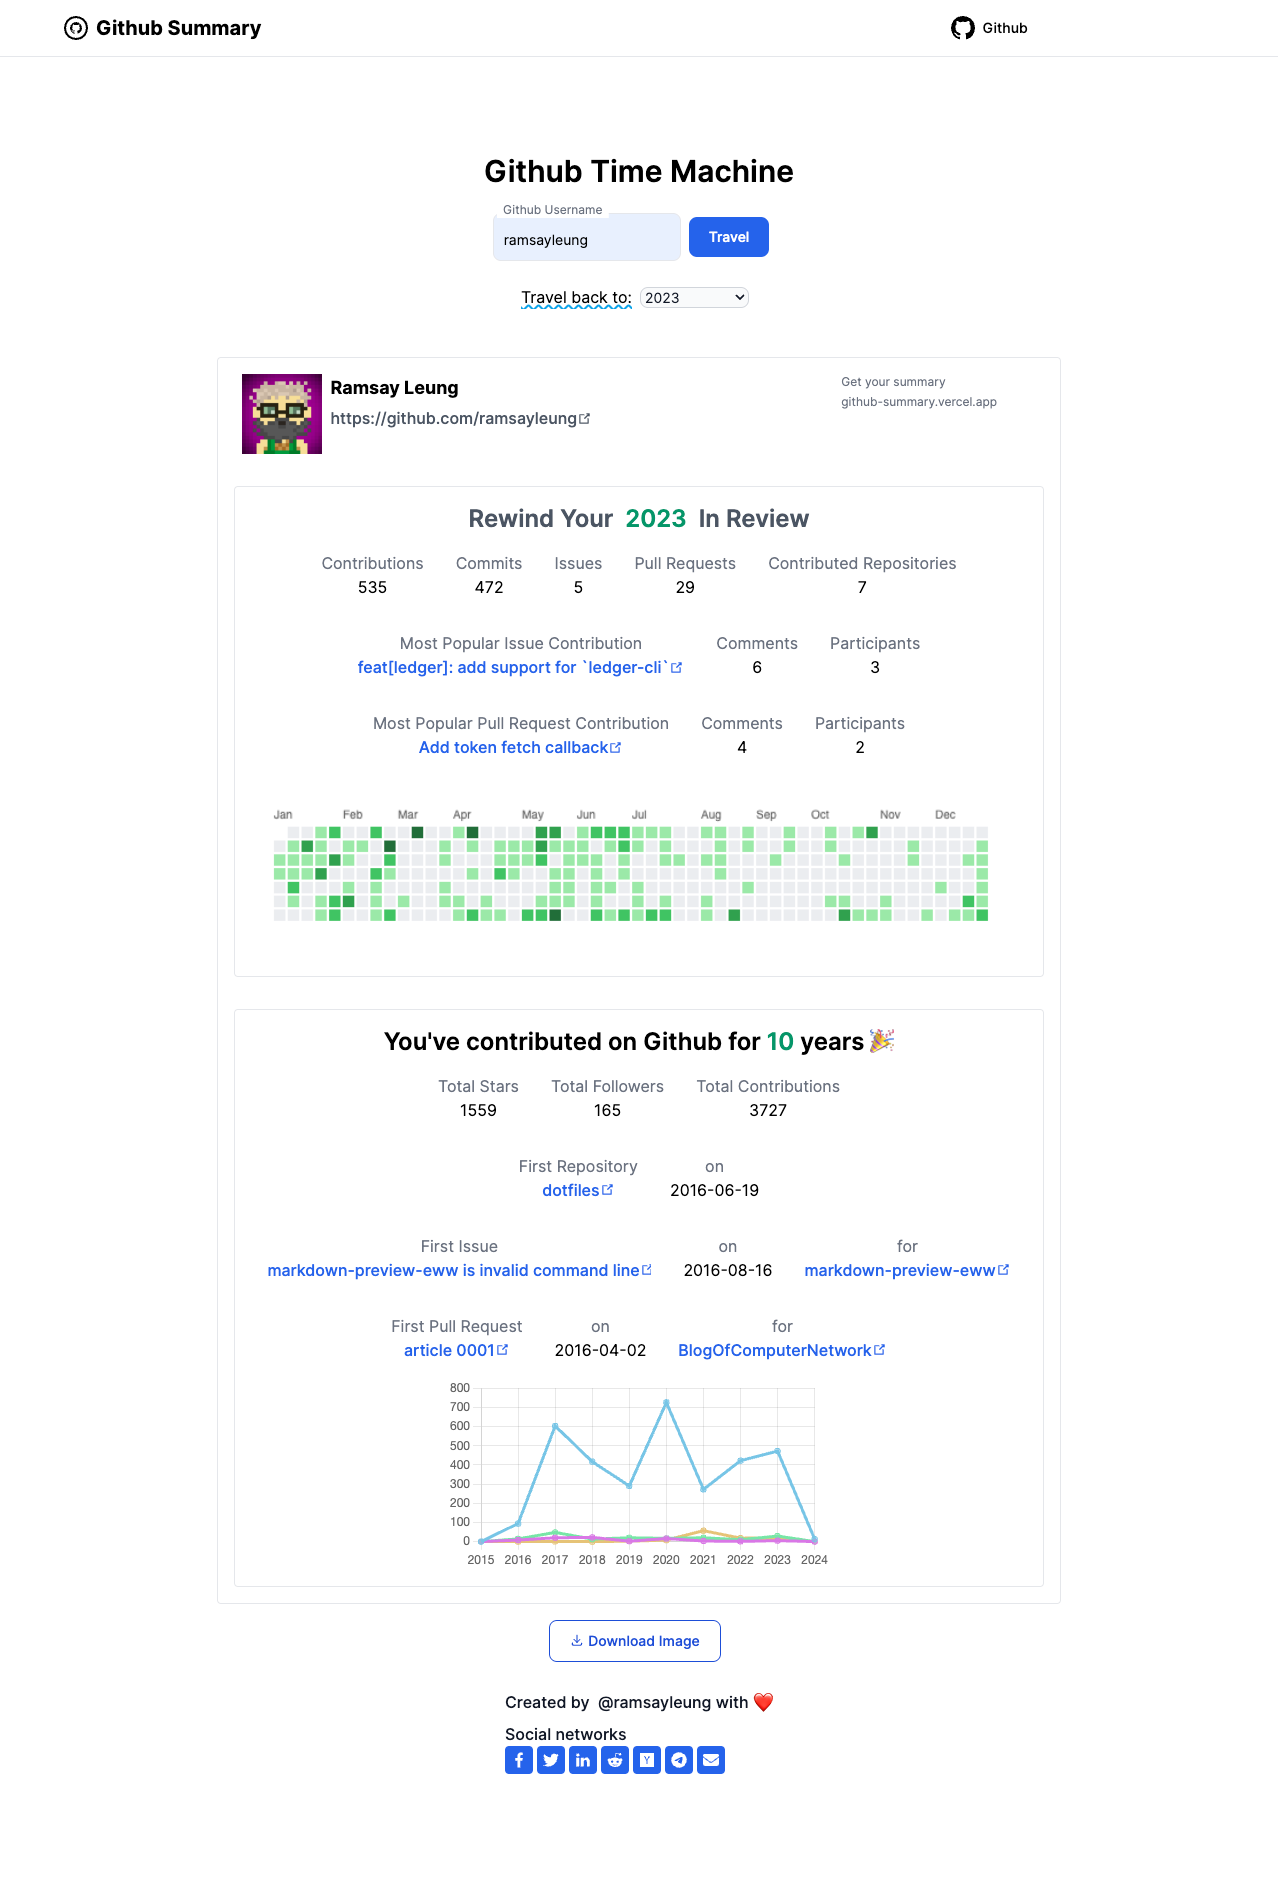 Github Summary
Github
Github Time Machine
Github Username
ramsayleung
Travel
Travel back to: 2023
Ramsay Leung
https://github.com/ramsayleung
Get your summary
github-summary.vercel.app
Rewind Your 2023 In Review
Contributions Commits Issues Pull Requests Contributed Repositories
535 472 5 29 7
Most Popular Issue Contribution Comments Participants
feat[ledger]: add support for `ledger-cli` 6 3
Most Popular Pull Request Contribution Comments Participants
Add token fetch callback 4 2
Jan Feb Mar Apr May Jun Jul Aug Sep Oct Nov Dec
You've contributed on Github for 10 years 🎉
Total Stars Total Followers Total Contributions
1559 165 3727
First Repository on
dotfiles 2016-06-19
First Issue on for
markdown-preview-eww is invalid command line 2016-08-16 markdown-preview-eww
First Pull Request on for
article 0001 2016-04-02 BlogOfComputerNetwork
800
700
600
500
400
300
200
100
0
2015 2016 2017 2018 2019 2020 2021 2022 2023 2024
Download Image
Created by @ramsayleung with ❤️
Social networks